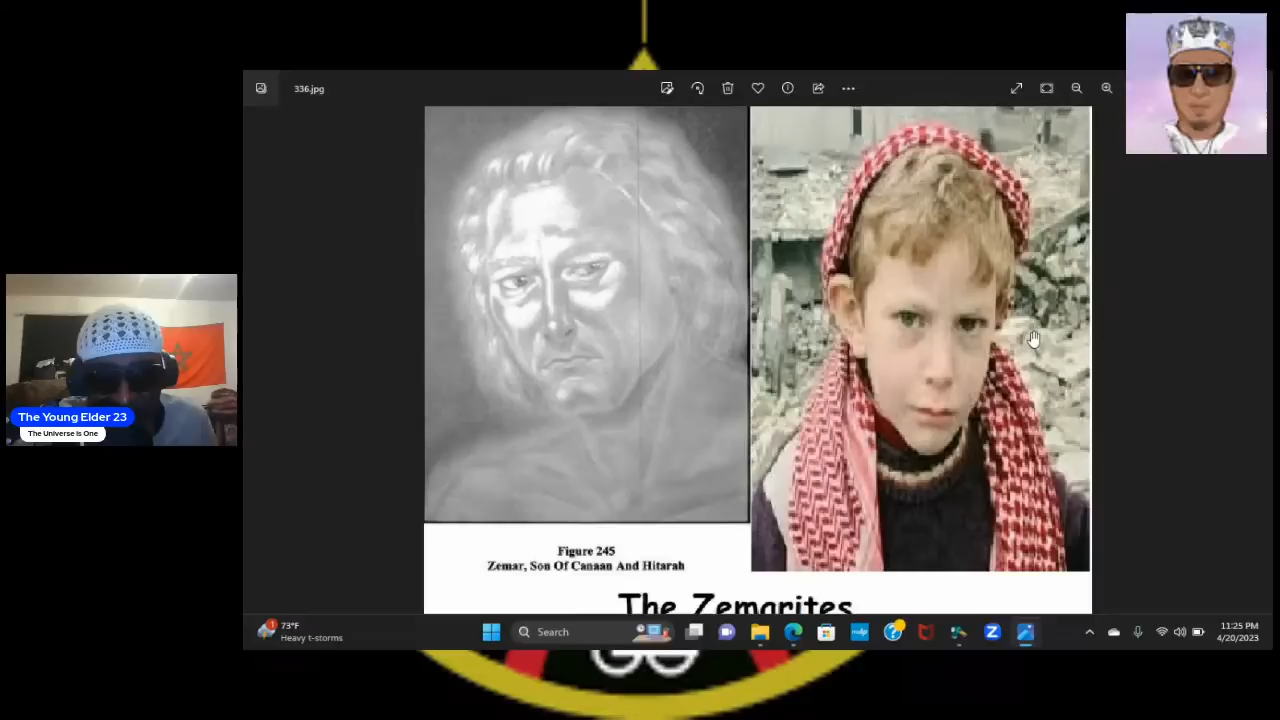 336.jpg
The Young Elder 23
The Universe is One
Figure 245
Zemar, Son Of Canaan And Hitarah
The Zemarites
1
73°F
Heavy t-storms
Search
11:25 PM
4/20/2023